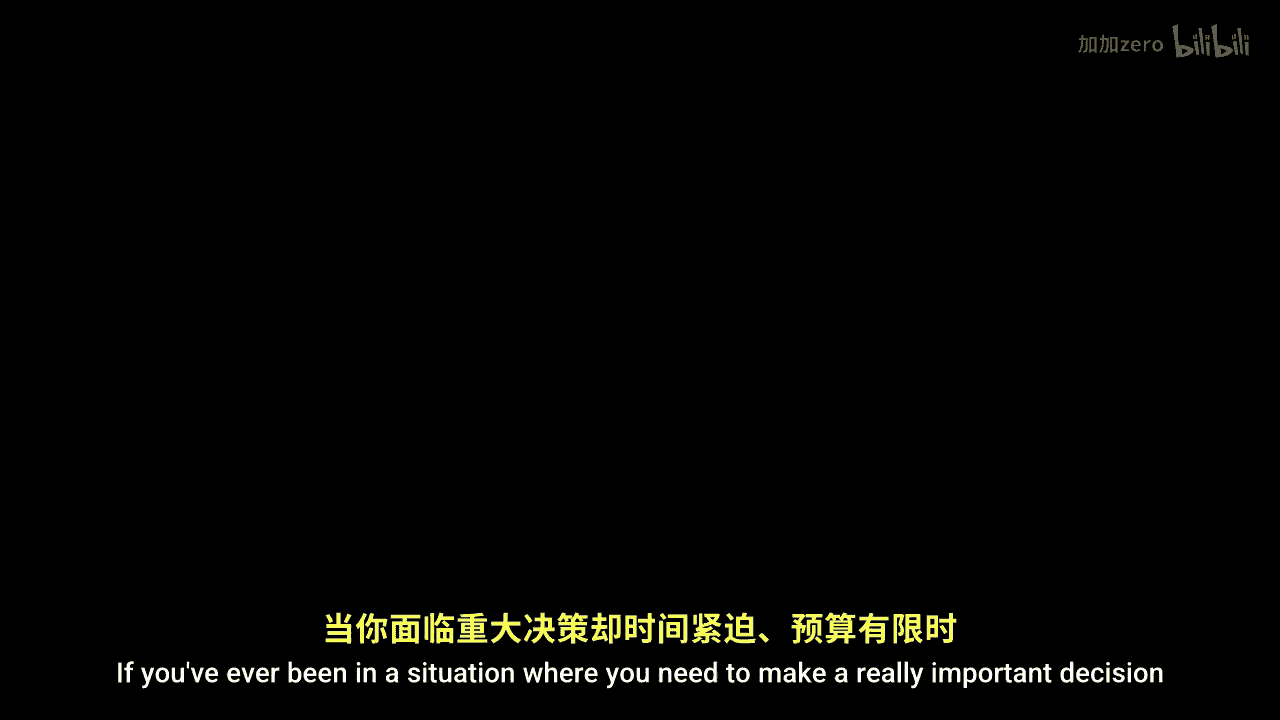 加加zero bilibili
当你面临重大决策却时间紧迫、预算有限时
If you've ever been in a situation where you need to make a really important decision